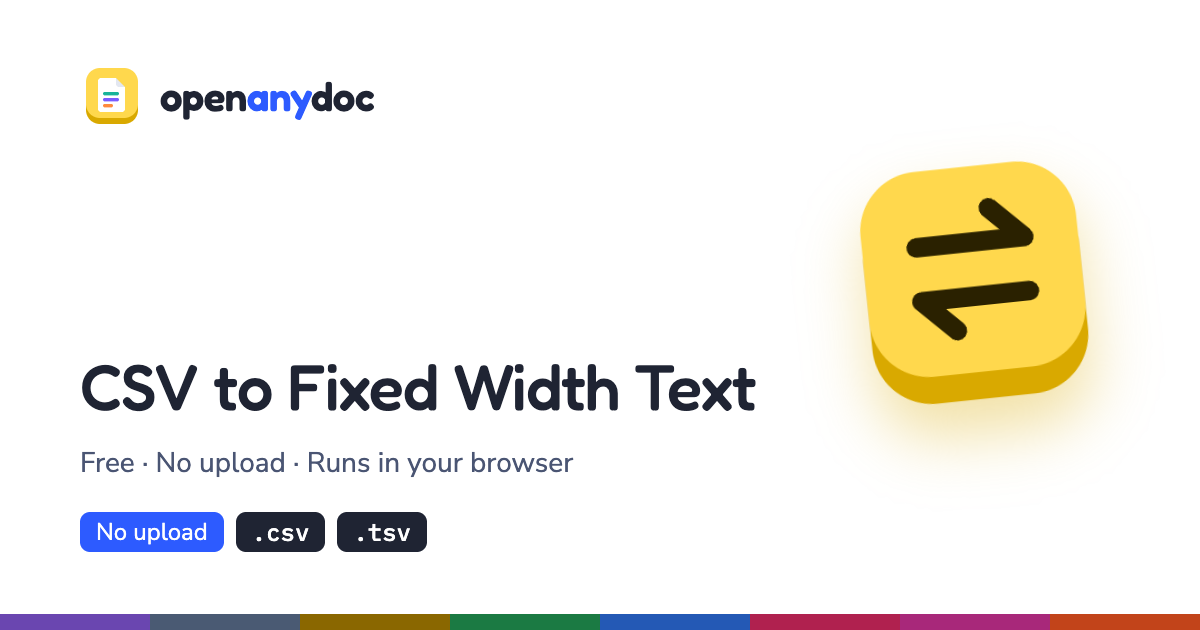 openanydoc
CSV to Fixed Width Text
Free · No upload · Runs in your browser
No upload .csv .tsv